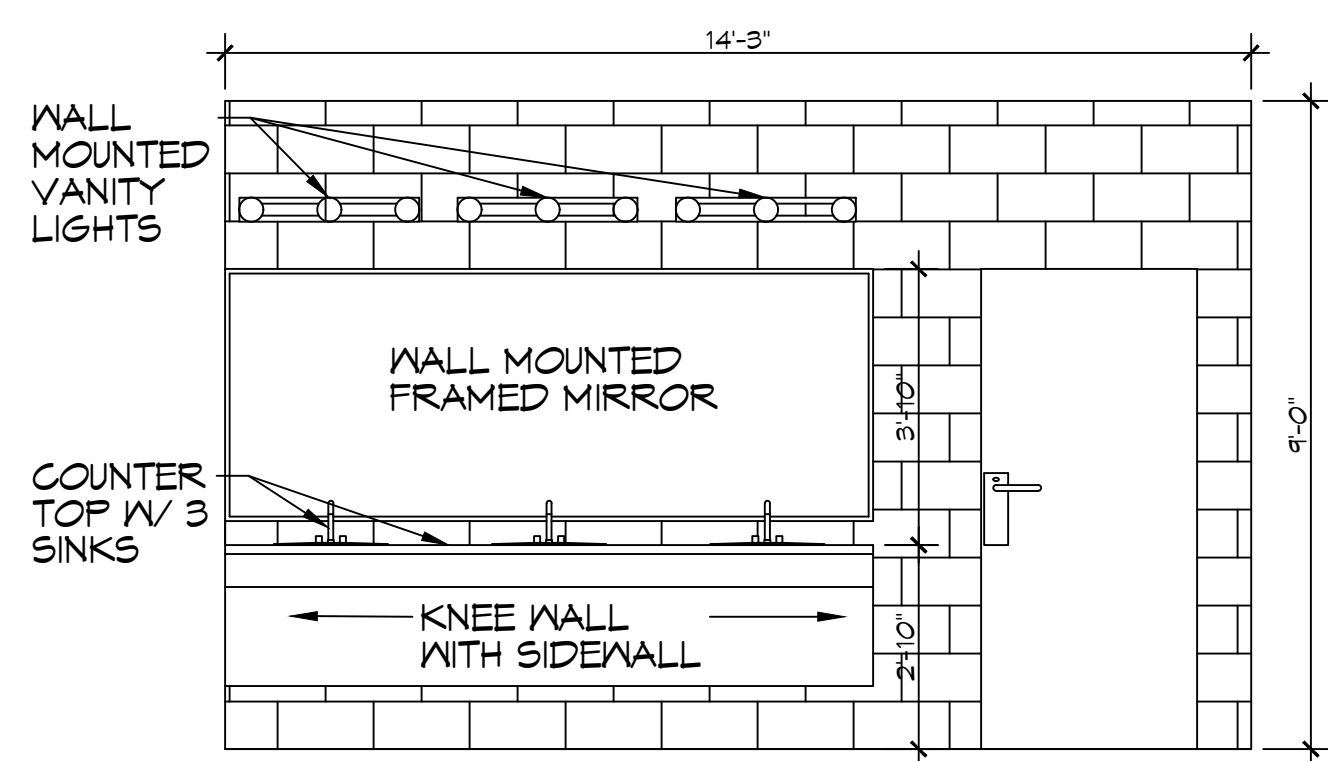 14'-3"
WALL
MOUNTED
VANITY
LIGHTS
WALL MOUNTED
FRAMED MIRROR
3'-10"
9'-0"
COUNTER
TOP W/ 3
SINKS
KNEE WALL
WITH SIDEWALL
2'-10"